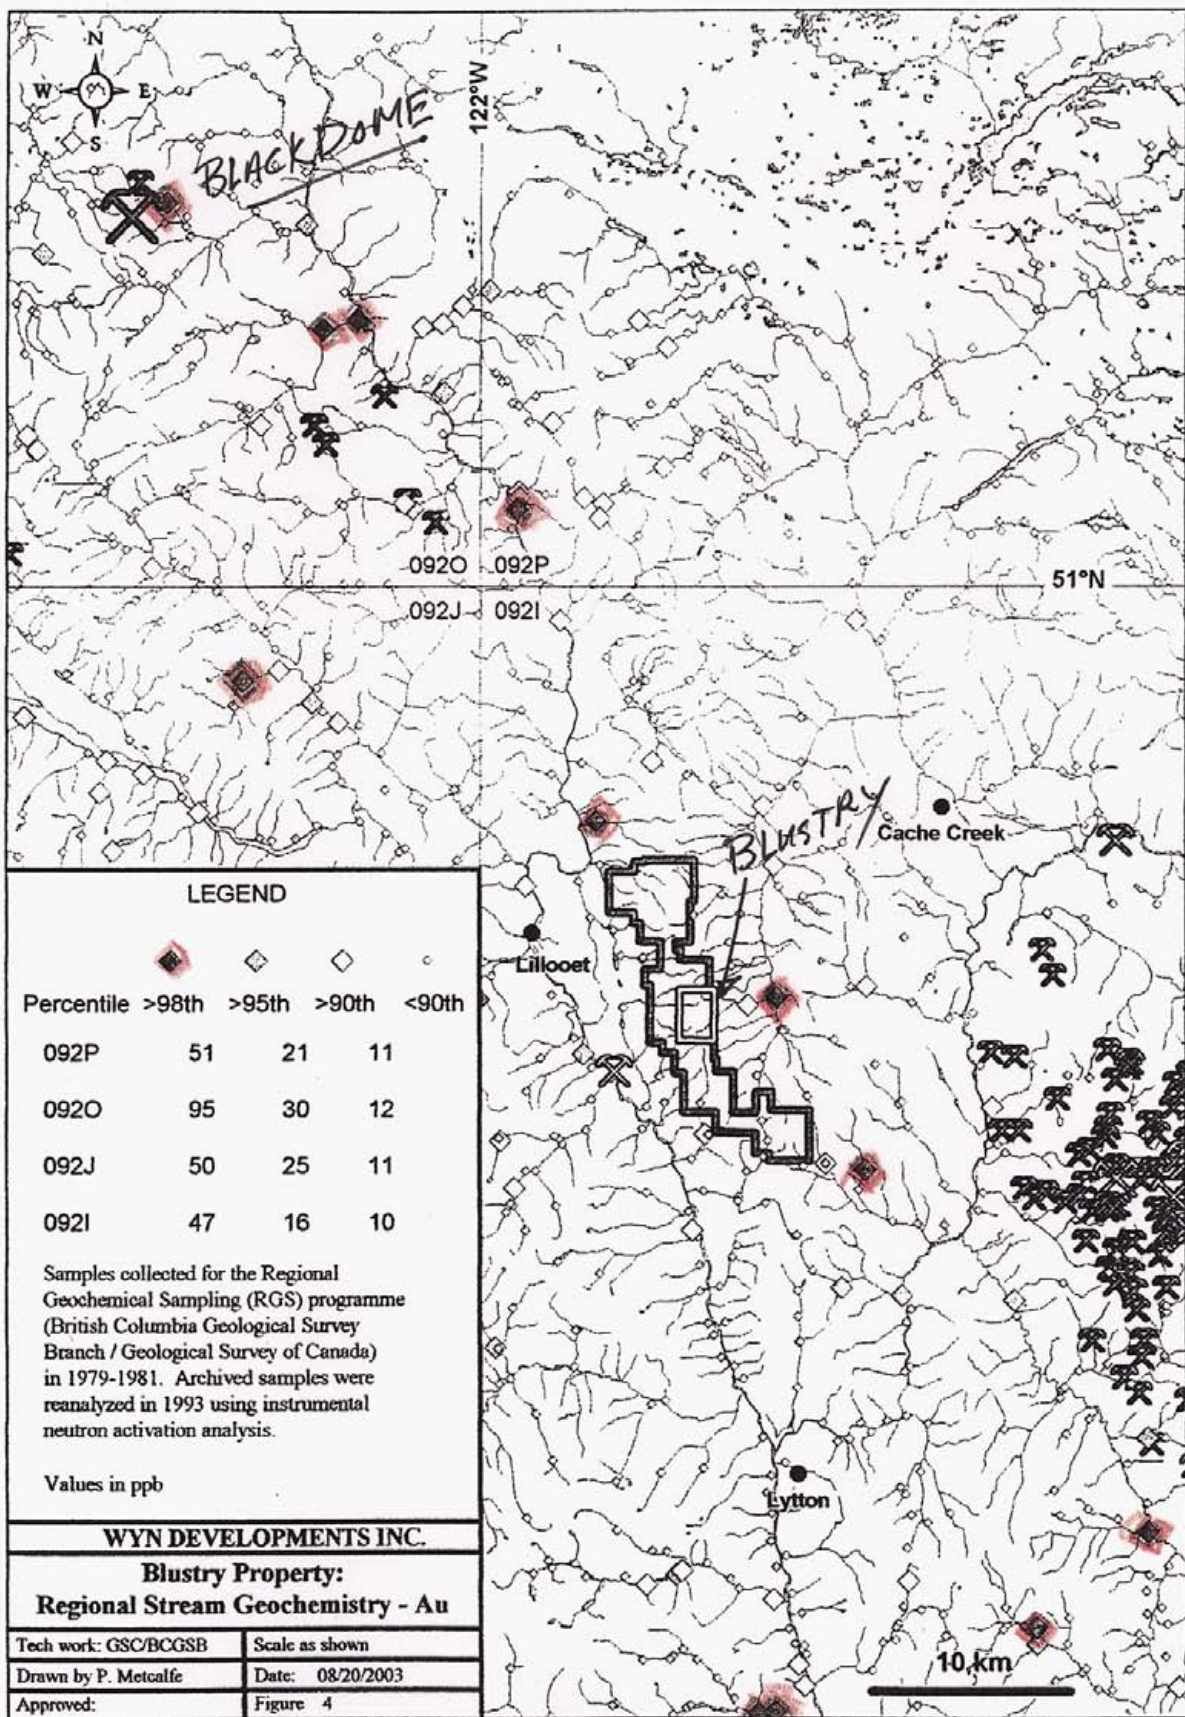 N
W E
S
122°W
BLACKDOME
092O 092P
51°N
092J 092I
BLUSTRY
Cache Creek
Lillooet
Lytton
10 km
LEGEND
Percentile >98th >95th >90th <90th
092P 51 21 11
092O 95 30 12
092J 50 25 11
092I 47 16 10
Samples collected for the Regional
Geochemical Sampling (RGS) programme
(British Columbia Geological Survey
Branch / Geological Survey of Canada)
in 1979-1981. Archived samples were
reanalyzed in 1993 using instrumental
neutron activation analysis.
Values in ppb
WYN DEVELOPMENTS INC.
Blustry Property:
Regional Stream Geochemistry - Au
Tech work: GSC/BCGSB Scale as shown
Drawn by P. Metcalfe Date: 08/20/2003
Approved: Figure 4